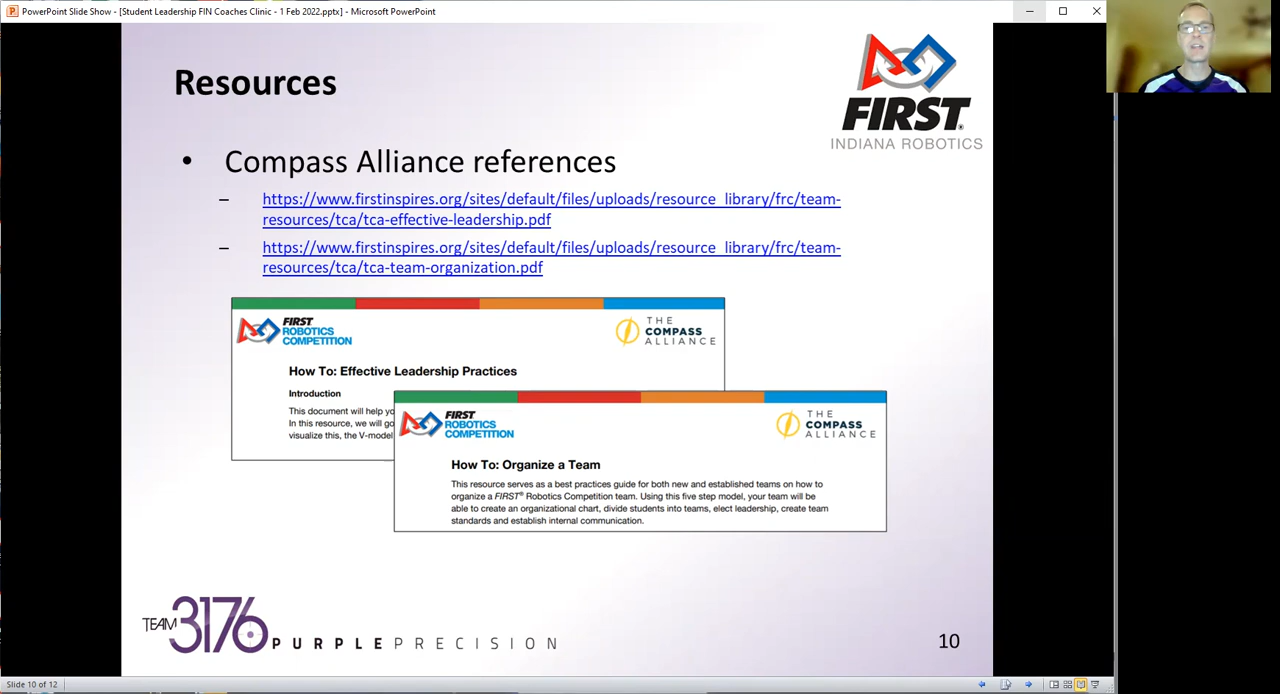 PowerPoint Slide Show - [Student Leadership FIN Coaches Clinic - 1 Feb 2022.pptx] - Microsoft PowerPoint
Resources
FIRST®
INDIANA ROBOTICS
• Compass Alliance references
– https://www.firstinspires.org/sites/default/files/uploads/resource_library/frc/team-
resources/tca/tca-effective-leadership.pdf
– https://www.firstinspires.org/sites/default/files/uploads/resource_library/frc/team-
resources/tca/tca-team-organization.pdf
FIRST
ROBOTICS
COMPETITION
THE
COMPASS
ALLIANCE
How To: Effective Leadership Practices
Introduction
This document will help yo
In this resource, we will go
visualize this, the V-model
FIRST
ROBOTICS
COMPETITION
THE
COMPASS
ALLIANCE
How To: Organize a Team
This resource serves as a best practices guide for both new and established teams on how to
organize a FIRST® Robotics Competition team. Using this five step model, your team will be
able to create an organizational chart, divide students into teams, elect leadership, create team
standards and establish internal communication.
TEAM 3176 PURPLE PRECISION
10
Slide 10 of 12